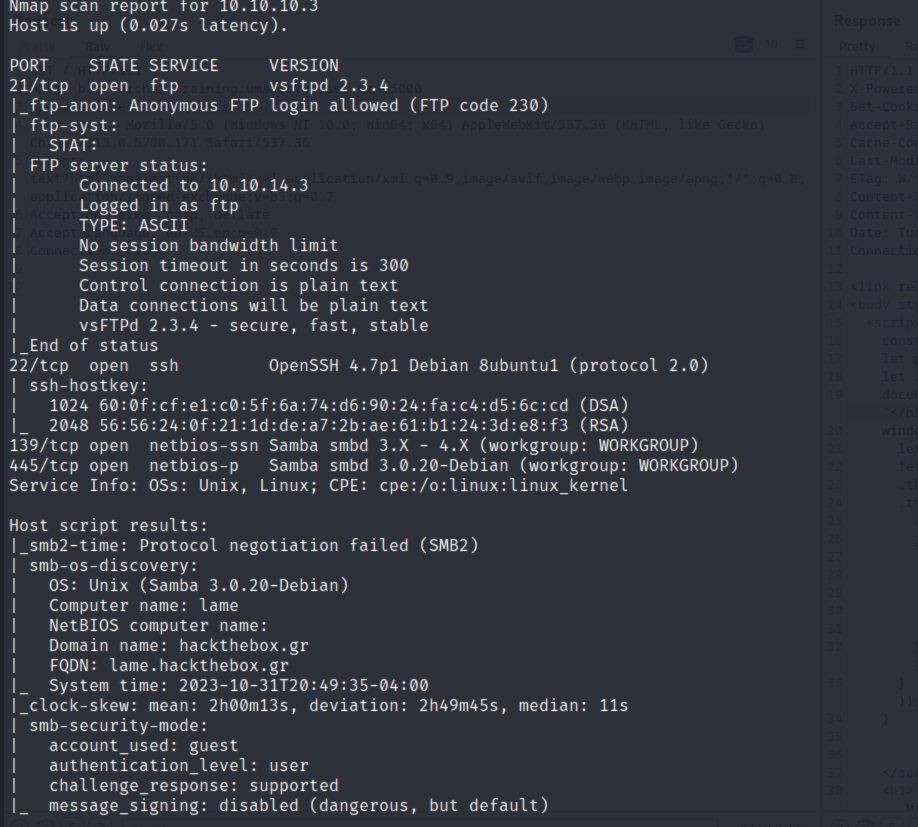 Nmap scan report for 10.10.10.3
Host is up (0.027s latency).
PORT STATE SERVICE VERSION
21/tcp open ftp vsftpd 2.3.4
|_ftp-anon: Anonymous FTP login allowed (FTP code 230)
| ftp-syst:
| STAT:
| FTP server status:
| Connected to 10.10.14.3
| Logged in as ftp
| TYPE: ASCII
| No session bandwidth limit
| Session timeout in seconds is 300
| Control connection is plain text
| Data connections will be plain text
| vsFTPd 2.3.4 - secure, fast, stable
|_End of status
22/tcp open ssh OpenSSH 4.7p1 Debian 8ubuntu1 (protocol 2.0)
| ssh-hostkey:
| 1024 60:0f:cf:e1:c0:5f:6a:74:d6:90:24:fa:c4:d5:6c:cd (DSA)
|_ 2048 56:56:24:0f:21:1d:de:a7:2b:ae:61:b1:24:3d:e8:f3 (RSA)
139/tcp open netbios-ssn Samba smbd 3.X - 4.X (workgroup: WORKGROUP)
445/tcp open netbios-p Samba smbd 3.0.20-Debian (workgroup: WORKGROUP)
Service Info: OSs: Unix, Linux; CPE: cpe:/o:linux:linux_kernel
Host script results:
|_smb2-time: Protocol negotiation failed (SMB2)
| smb-os-discovery:
| OS: Unix (Samba 3.0.20-Debian)
| Computer name: lame
| NetBIOS computer name:
| Domain name: hackthebox.gr
| FQDN: lame.hackthebox.gr
|_ System time: 2023-10-31T20:49:35-04:00
|_clock-skew: mean: 2h00m13s, deviation: 2h49m45s, median: 11s
| smb-security-mode:
| account_used: guest
| authentication_level: user
| challenge_response: supported
|_ message_signing: disabled (dangerous, but default)
Response
Pretty